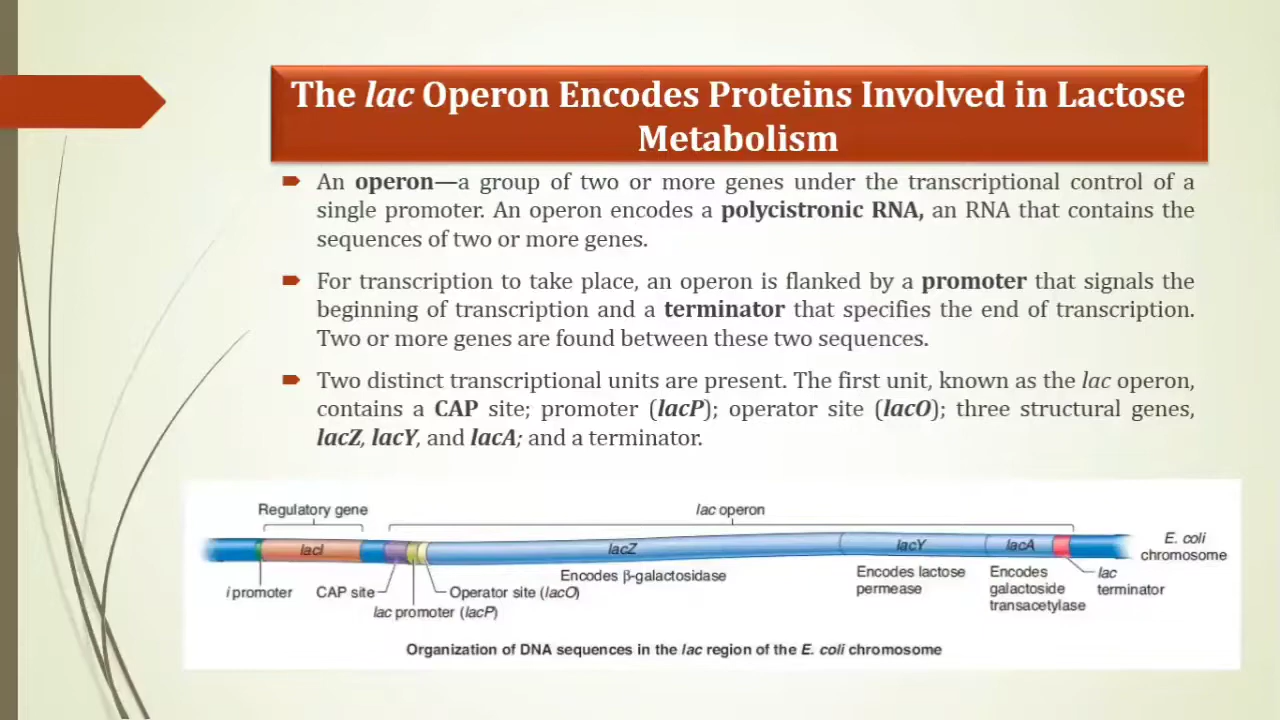 The lac Operon Encodes Proteins Involved in Lactose
Metabolism
An operon—a group of two or more genes under the transcriptional control of a
single promoter. An operon encodes a polycistronic RNA, an RNA that contains the
sequences of two or more genes.
For transcription to take place, an operon is flanked by a promoter that signals the
beginning of transcription and a terminator that specifies the end of transcription.
Two or more genes are found between these two sequences.
Two distinct transcriptional units are present. The first unit, known as the lac operon,
contains a CAP site; promoter (lacP); operator site (lacO); three structural genes,
lacZ, lacY, and lacA; and a terminator.
Regulatory gene
lac operon
lacI
lacZ
lacY
lacA
E. coli
chromosome
i promoter
CAP site
lac promoter (lacP)
Operator site (lacO)
Encodes β-galactosidase
Encodes lactose
permease
Encodes
galactoside
transacetylase
lac
terminator
Organization of DNA sequences in the lac region of the E. coli chromosome